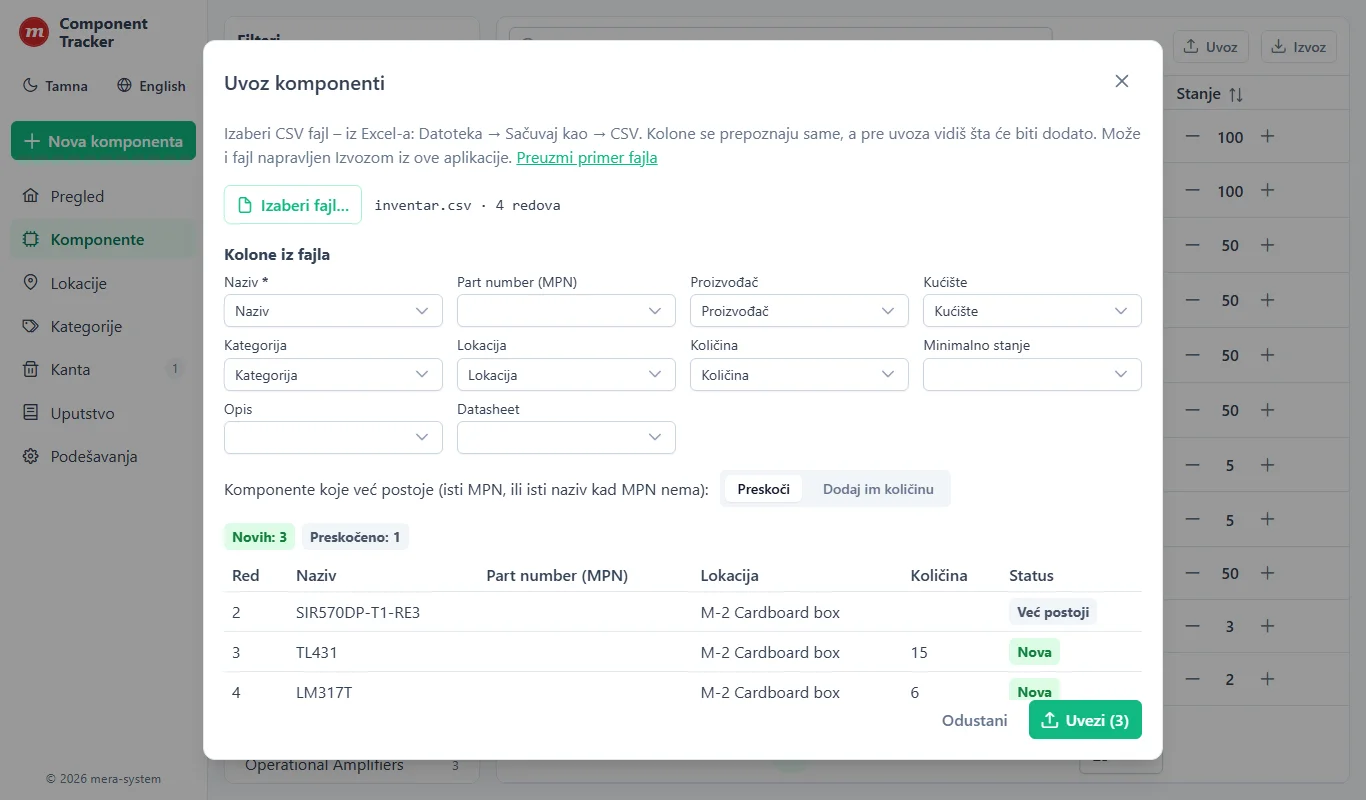 m
Component
Tracker
Tamna
English
Nova komponenta
Pregled
Komponente
Lokacije
Kategorije
Kanta
1
Uputstvo
Podešavanja
© 2026 mera-system
Filteri
Uvoz
Izvoz
Stanje
100
100
50
50
50
50
5
5
50
3
2
Operational Amplifiers
3
Uvoz komponenti
Izaberi CSV fajl – iz Excel-a: Datoteka → Sačuvaj kao → CSV. Kolone se prepoznaju same, a pre uvoza vidiš šta će biti dodato. Može
i fajl napravljen Izvozom iz ove aplikacije. Preuzmi primer fajla
Izaberi fajl...
inventar.csv · 4 redova
Kolone iz fajla
Naziv * Part number (MPN) Proizvođač Kućište
Naziv Proizvođač Kućište
Kategorija Lokacija Količina Minimalno stanje
Kategorija Lokacija Količina
Opis Datasheet
Komponente koje već postoje (isti MPN, ili isti naziv kad MPN nema): Preskoči Dodaj im količinu
Novih: 3 Preskočeno: 1
Red Naziv Part number (MPN) Lokacija Količina Status
2 SIR570DP-T1-RE3 M-2 Cardboard box Već postoji
3 TL431 M-2 Cardboard box 15 Nova
4 LM317T M-2 Cardboard box 6 Nova
Odustani Uvezi (3)